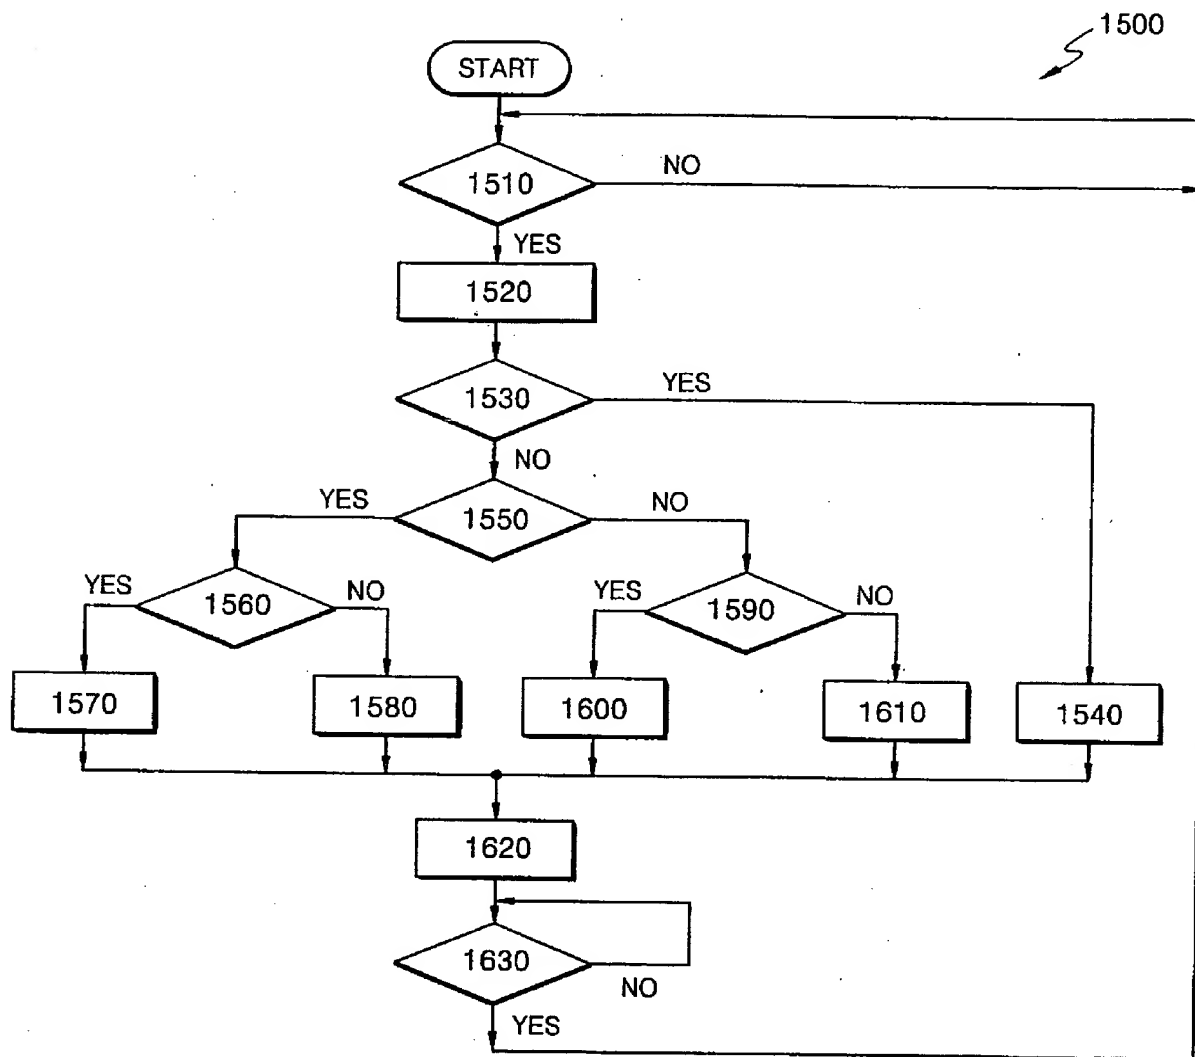 1500
START
1510
NO
YES
1520
1530
YES
NO
YES
1550
NO
YES
1560
NO
YES
1590
NO
1570
1580
1600
1610
1540
1620
1630
NO
YES